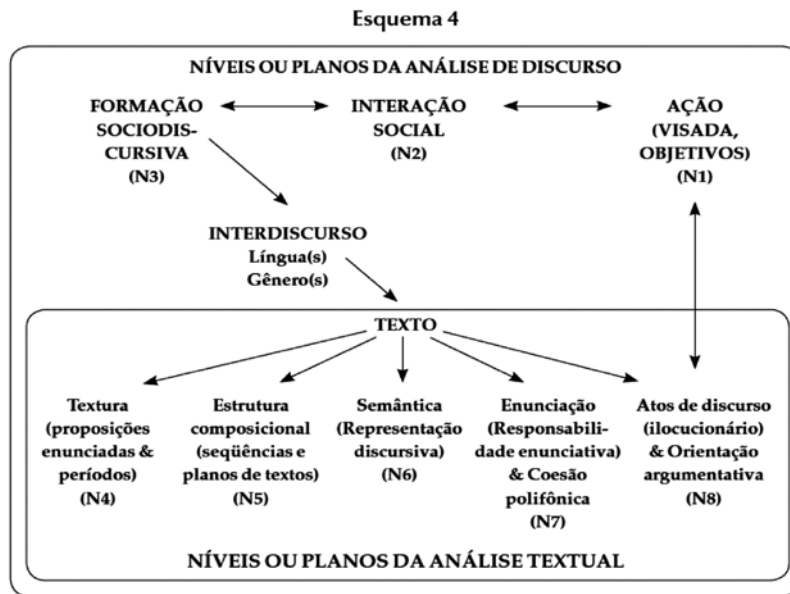 Esquema 4
NÍVEIS OU PLANOS DA ANÁLISE DE DISCURSO
FORMAÇÃO
SOCIODIS-
CURSIVA
(N3)
INTERAÇÃO
SOCIAL
(N2)
AÇÃO
(VISADA,
OBJETIVOS)
(N1)
INTERDISCURSO
Língua(s)
Gênero(s)
TEXTO
Textura
(proposições
enunciadas &
períodos)
(N4)
Estrutura
composicional
(seqüências e
planos de textos)
(N5)
Semântica
(Representação
discursiva)
(N6)
Enunciação
(Responsabili-
dade enunciativa)
& Coesão
polifônica
(N7)
Atos de discurso
(ilocucionário)
& Orientação
argumentativa
(N8)
NÍVEIS OU PLANOS DA ANÁLISE TEXTUAL